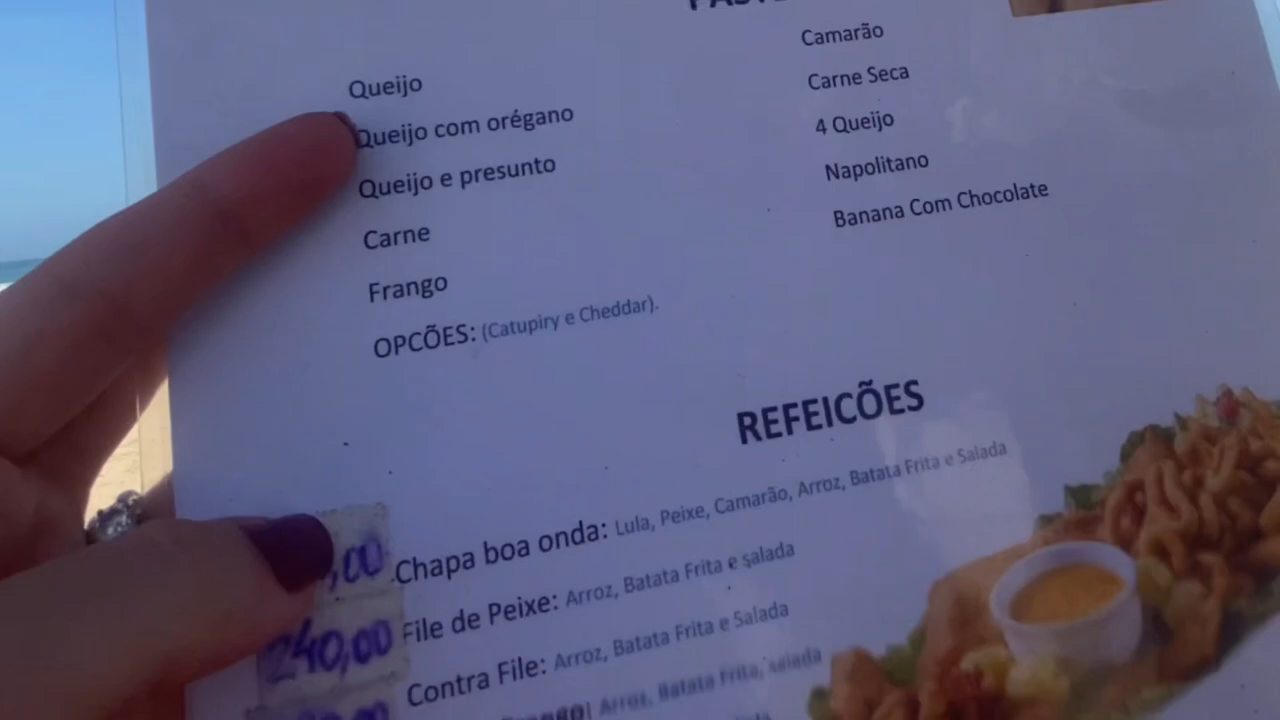 Queijo
Queijo com orégano
Queijo e presunto
Carne
Frango
OPCÕES: (Catupiry e Cheddar).
Camarão
Carne Seca
4 Queijo
Napolitano
Banana Com Chocolate
REFEICÕES
,00 Chapa boa onda: Lula, Peixe, Camarão, Arroz, Batata Frita e Salada
240,00 File de Peixe: Arroz, Batata Frita e salada
Contra File: Arroz, Batata Frita e Salada
Arroz, Batata Frita, salada